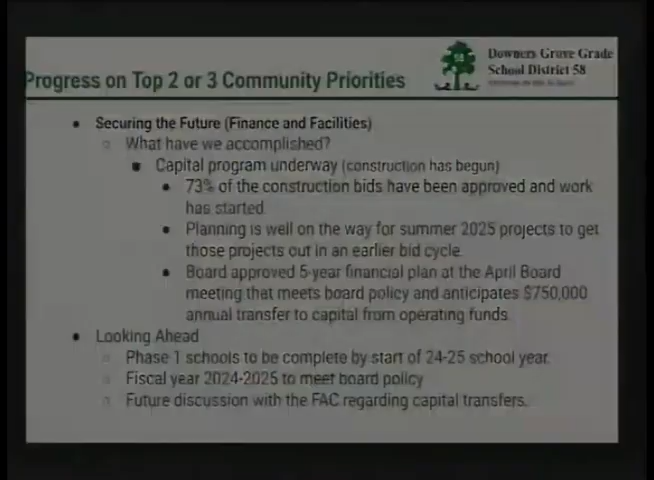 Progress on Top 2 or 3 Community Priorities
58
Downers Grove Grade
School District 58
• Securing the Future (Finance and Facilities)
○ What have we accomplished?
■ Capital program underway (construction has begun)
• 73% of the construction bids have been approved and work
has started.
• Planning is well on the way for summer 2025 projects to get
those projects out in an earlier bid cycle.
• Board approved 5-year financial plan at the April Board
meeting that meets board policy and anticipates $750,000
annual transfer to capital from operating funds.
• Looking Ahead
○ Phase 1 schools to be complete by start of 24-25 school year.
○ Fiscal year 2024-2025 to meet board policy
○ Future discussion with the FAC regarding capital transfers.